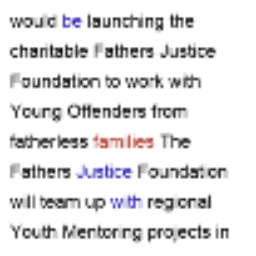 would be launching the
charitable Fathers Justice
Foundation to work with
Young Offenders from
fatherless families The
Fathers Justice Foundation
will team up with regional
Youth Mentoring projects in